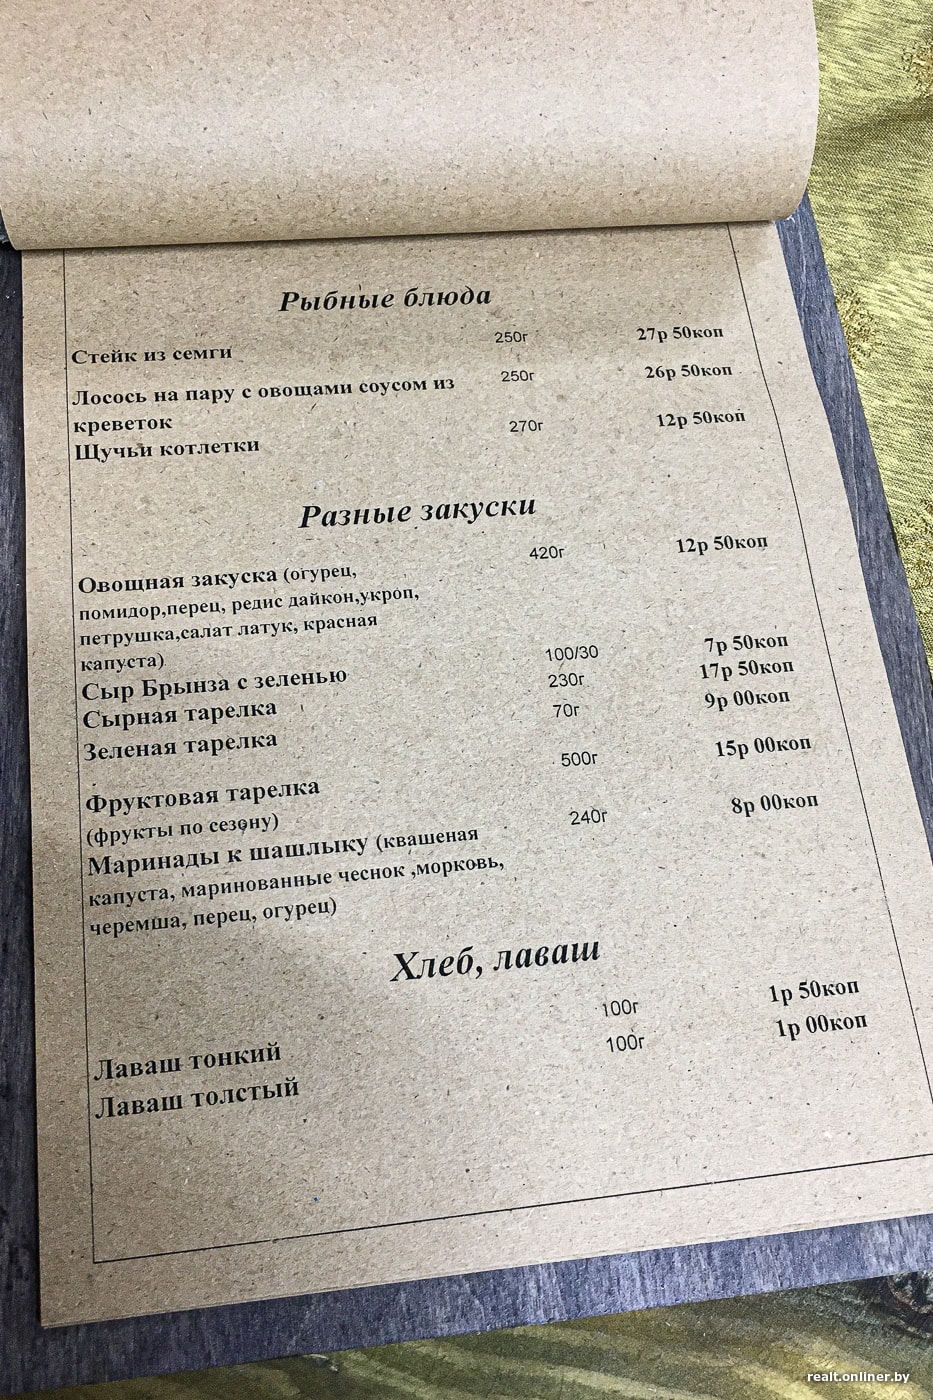 Рыбные блюда
Стейк из семги 250г 27р 50коп
Лосось на пару с овощами соусом из 250г 26р 50коп
креветок
Щучьи котлетки 270г 12р 50коп
Разные закуски
Овощная закуска (огурец, 420г 12р 50коп
помидор,перец, редис дайкон,укроп,
петрушка,салат латук, красная
капуста)
Сыр Брынза с зеленью 100/30 7р 50коп
Сырная тарелка 230г 17р 50коп
Зеленая тарелка 70г 9р 00коп
Фруктовая тарелка 500г 15р 00коп
(фрукты по сезону)
Маринады к шашлыку (квашеная 240г 8р 00коп
капуста, маринованные чеснок ,морковь,
черемша, перец, огурец)
Хлеб, лаваш
Лаваш тонкий 100г 1р 50коп
Лаваш толстый 100г 1р 00коп
realt.onliner.by